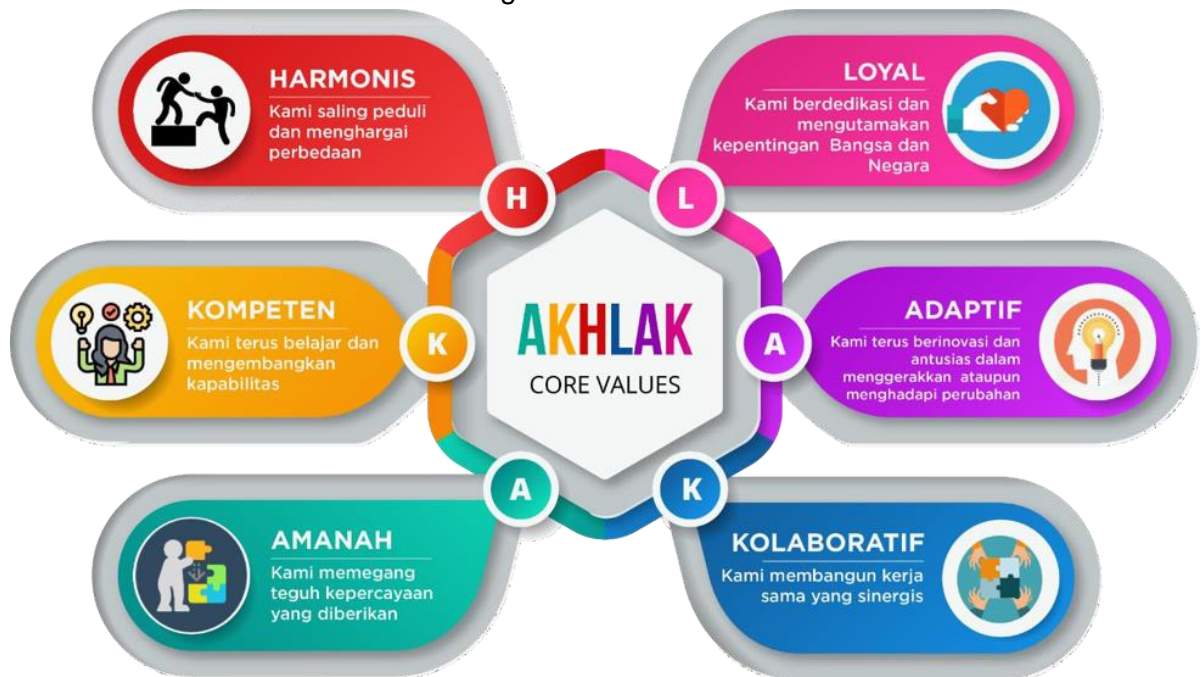 HARMONIS
Kami saling peduli
dan menghargai
perbedaan
LOYAL
Kami berdedikasi dan
mengutamakan
kepentingan Bangsa dan
Negara
H
L
KOMPETEN
Kami terus belajar dan
mengembangkan
kapabilitas
K
AKHLAK
CORE VALUES
A
ADAPTIF
Kami terus berinovasi dan
antusias dalam
menggerakkan ataupun
menghadapi perubahan
A
K
AMANAH
Kami memegang
teguh kepercayaan
yang diberikan
KOLABORATIF
Kami membangun kerja
sama yang sinergis